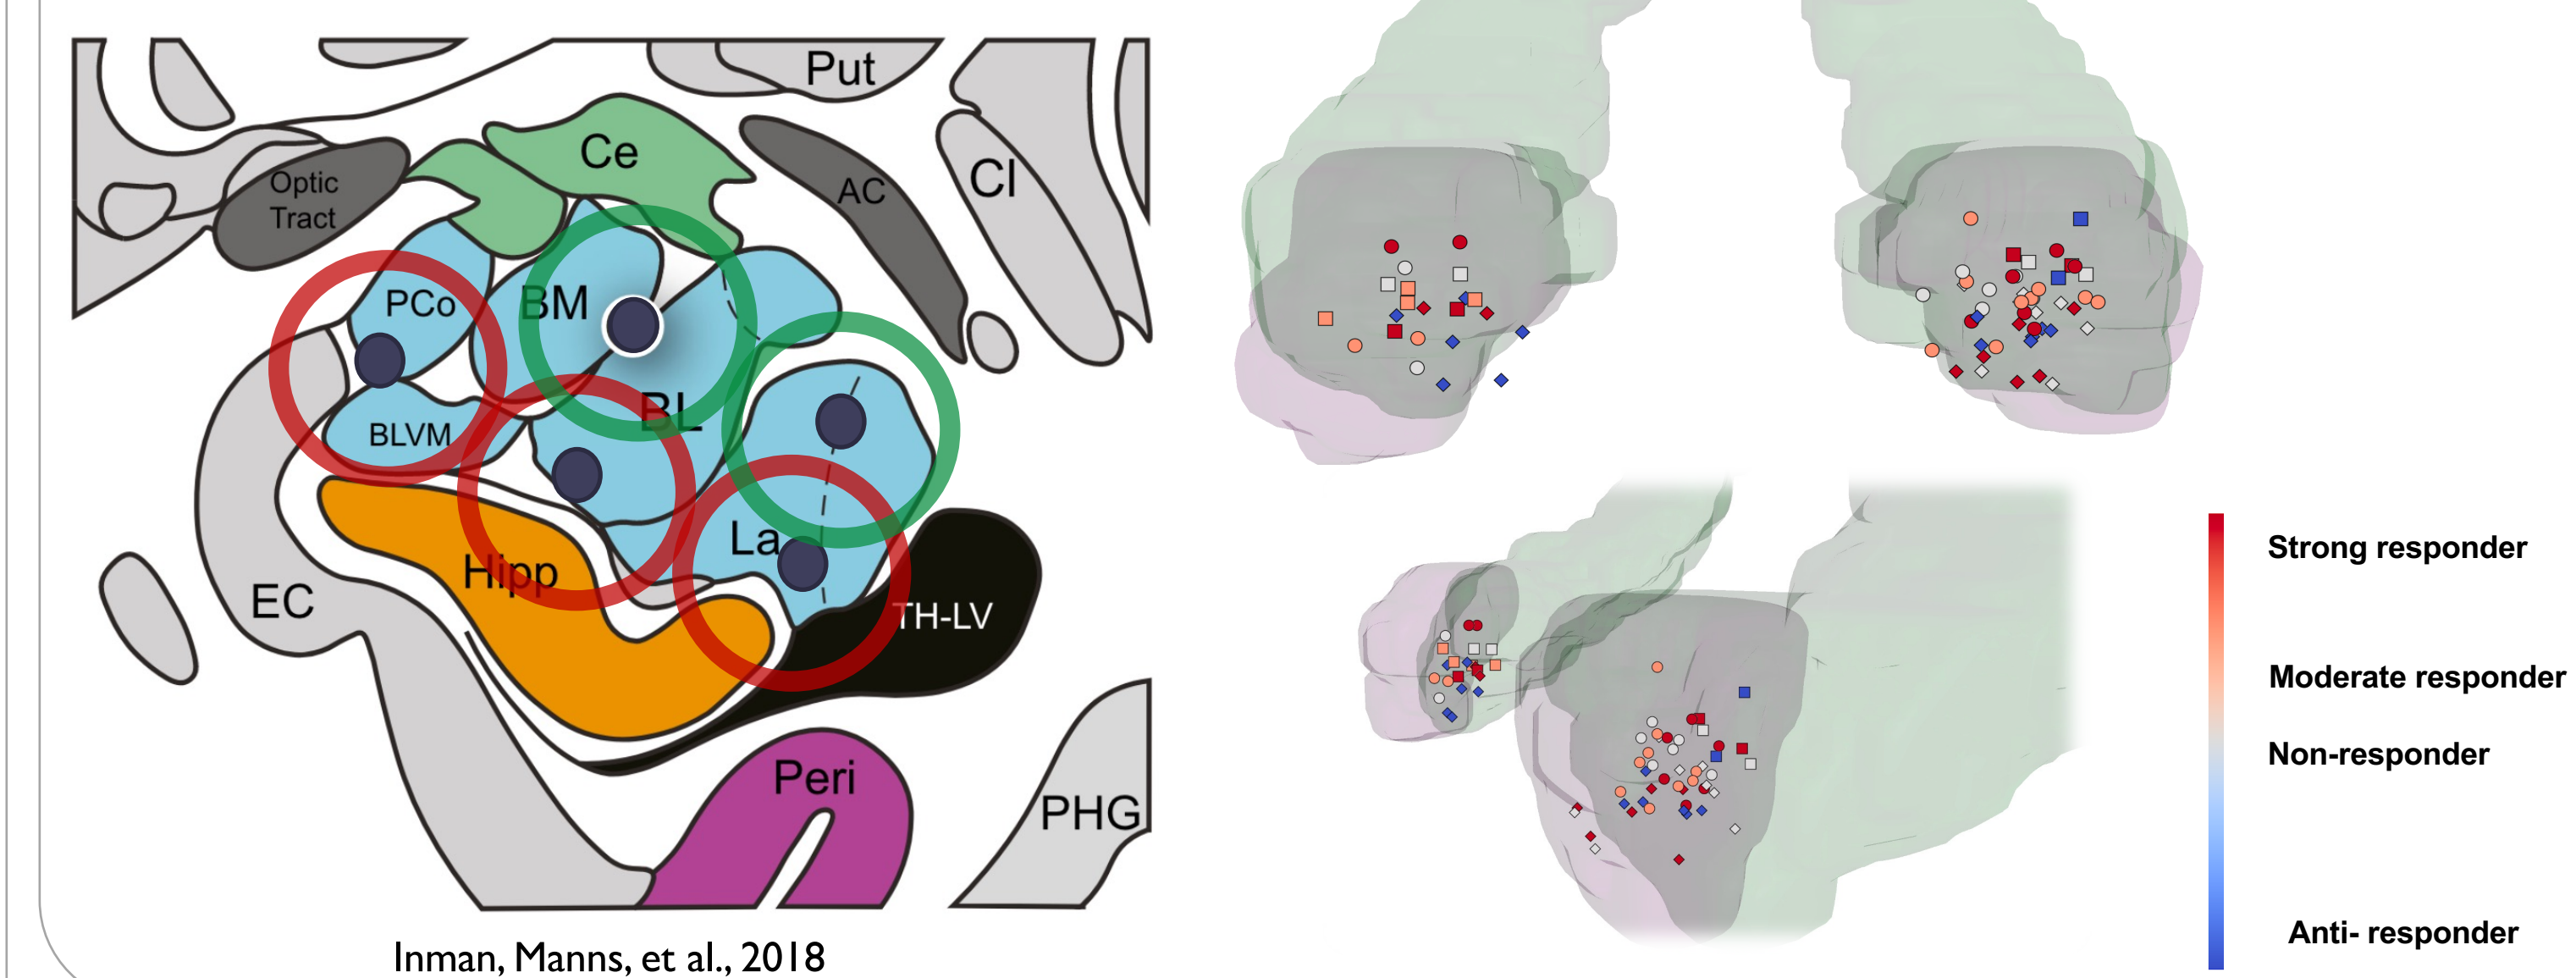 Put
Ce
Optic
Tract
AC
Cl
PCo
BM
BL
BLVM
La
Hipp
EC
TH-LV
Peri
PHG
Inman, Manns, et al., 2018
Strong responder
Moderate responder
Non-responder
Anti- responder